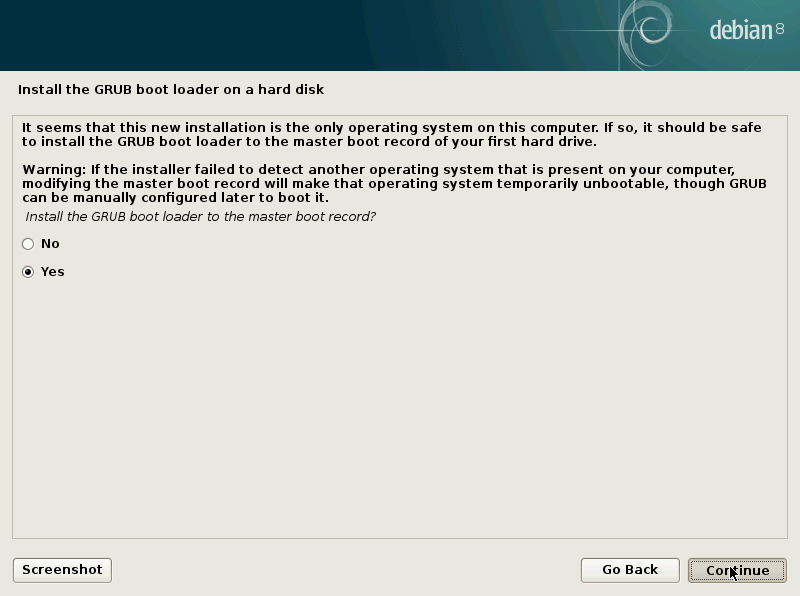 debian 8
Install the GRUB boot loader on a hard disk
It seems that this new installation is the only operating system on this computer. If so, it should be safe
to install the GRUB boot loader to the master boot record of your first hard drive.
Warning: If the installer failed to detect another operating system that is present on your computer,
modifying the master boot record will make that operating system temporarily unbootable, though GRUB
can be manually configured later to boot it.
Install the GRUB boot loader to the master boot record?
No
Yes
Screenshot
Go Back
Continue